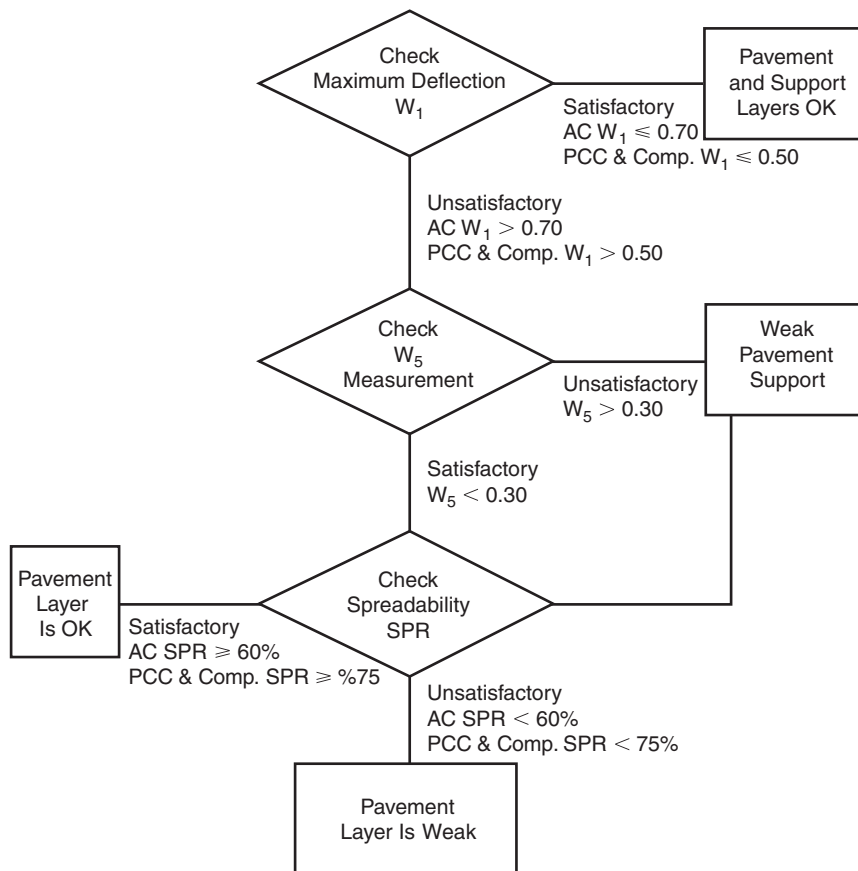 Check
Maximum Deflection
W₁
Pavement
and Support
Layers OK
Satisfactory
AC W₁ ⩽ 0.70
PCC & Comp. W₁ ⩽ 0.50
Unsatisfactory
AC W₁ > 0.70
PCC & Comp. W₁ > 0.50
Check
W₅
Measurement
Weak
Pavement
Support
Unsatisfactory
W₅ > 0.30
Satisfactory
W₅ < 0.30
Pavement
Layer
Is OK
Check
Spreadability
SPR
Satisfactory
AC SPR ⩾ 60%
PCC & Comp. SPR ⩾ %75
Unsatisfactory
AC SPR < 60%
PCC & Comp. SPR < 75%
Pavement
Layer Is Weak